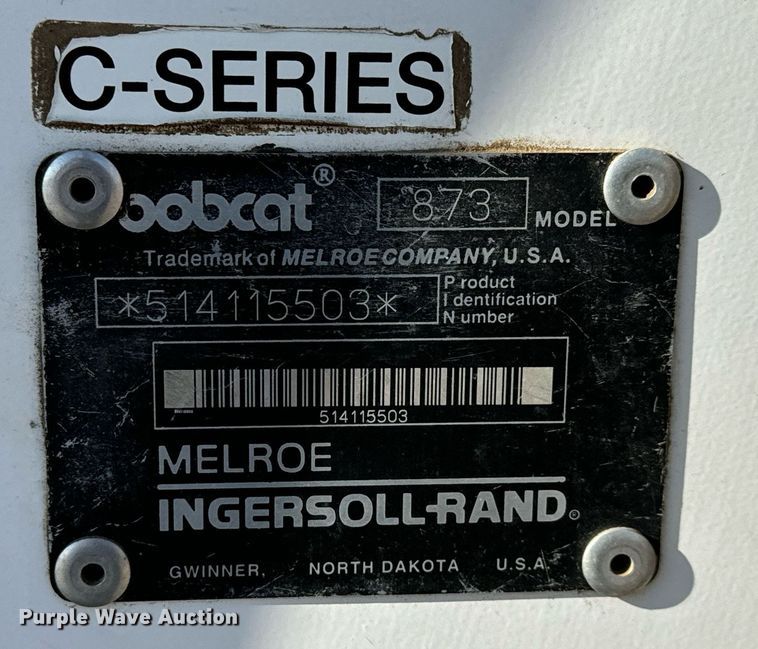 C-SERIES
bobcat®
873 MODEL
Trademark of MELROE COMPANY, U.S.A.
*514115503*
Product
Identification
Number
514115503
MELROE
INGERSOLL-RAND
GWINNER, NORTH DAKOTA U.S.A.
Purple Wave Auction